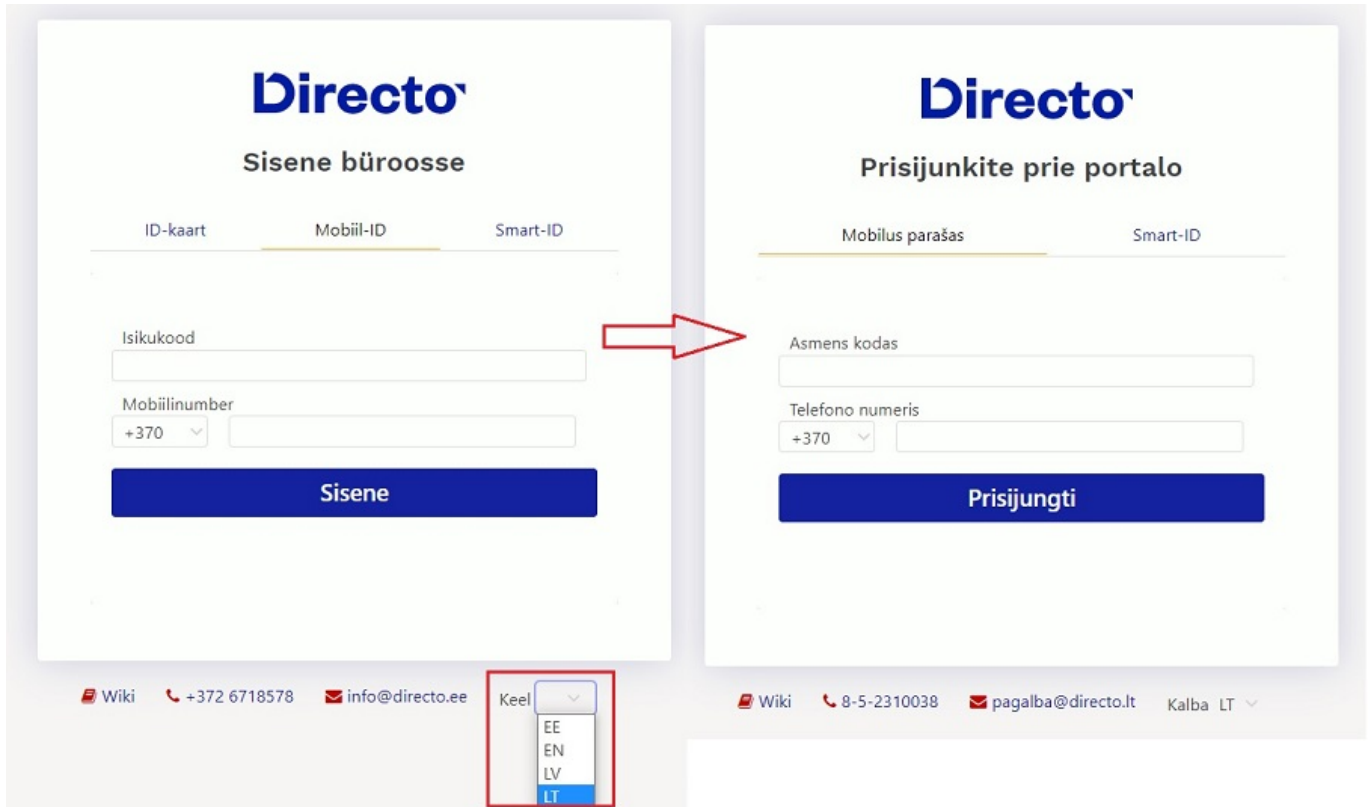 Directo
Sisene büroosse
ID-kaart Mobiil-ID Smart-ID
Isikukood
Mobiilinumber
+370
Sisene
Wiki +372 6718578 info@directo.ee Keel
EE
EN
LV
LT
Directo
Prisijunkite prie portalo
Mobilus parašas Smart-ID
Asmens kodas
Telefono numeris
+370
Prisijungti
Wiki 8-5-2310038 pagalba@directo.lt Kalba LT